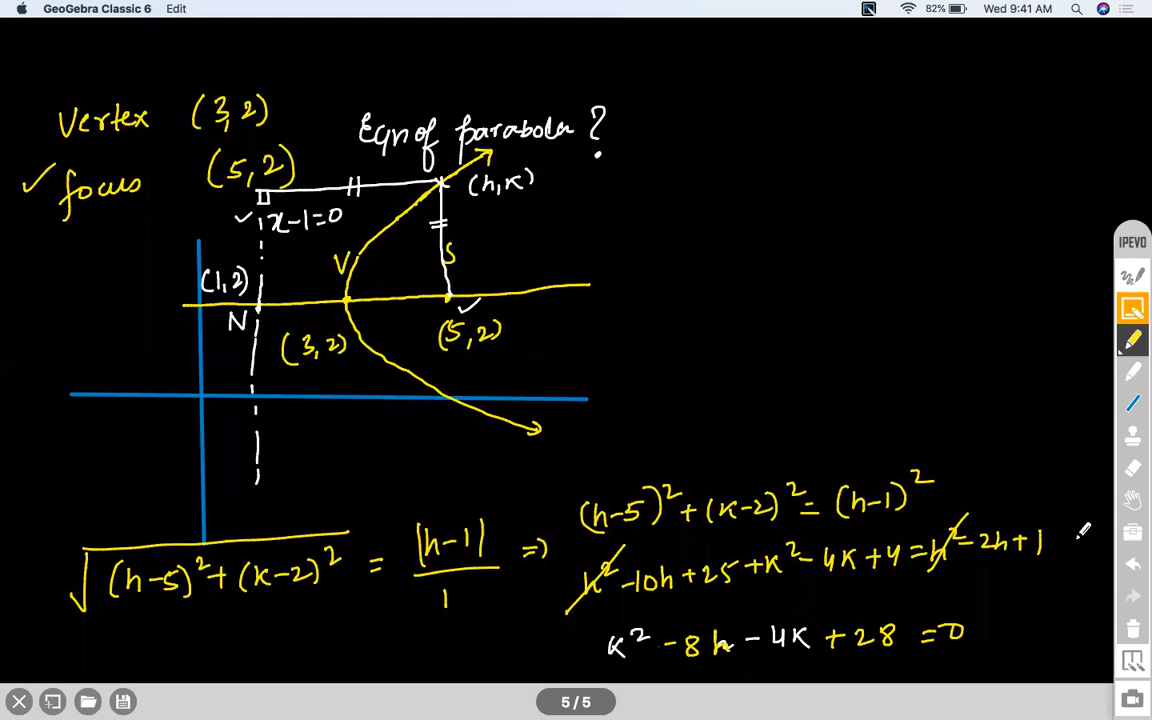 GeoGebra Classic 6 Edit 82% Wed 9:41 AM
Vertex (3,2)
Eqn of parabola ?
focus (5,2)
(h,k)
x-1=0
V S
(1,2)
N
(3,2) (5,2)
(h-5)²+(k-2)²=(h-1)²
√(h-5)²+(k-2)² = |h-1|/1 ⇒
h²-10h+25+k²-4k+4=h²-2h+1
k²-8h-4k+28=0
IPEVO
5/5